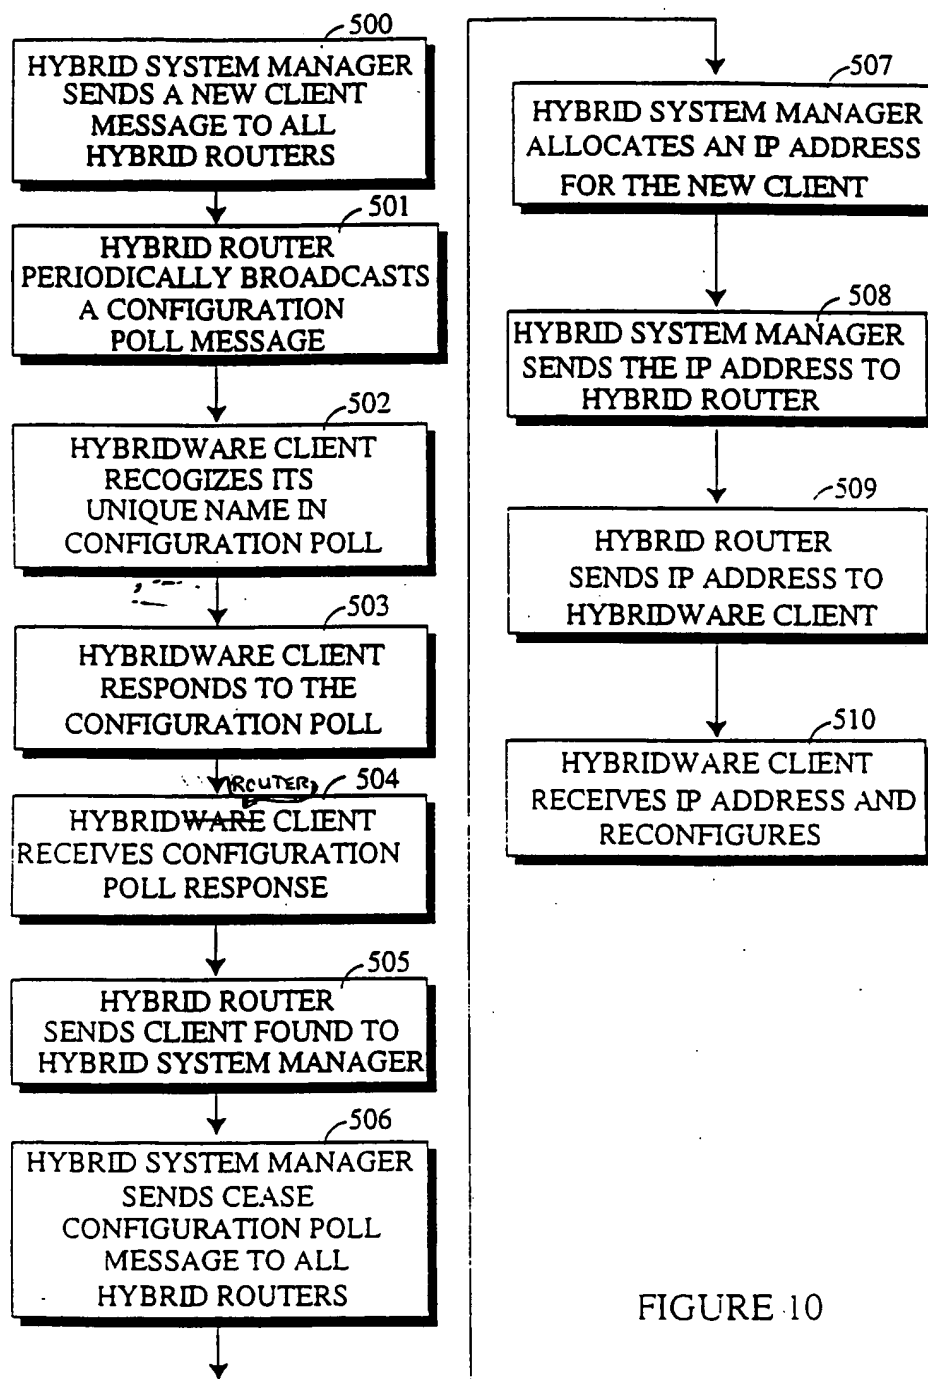 500
HYBRID SYSTEM MANAGER
SENDS A NEW CLIENT
MESSAGE TO ALL
HYBRID ROUTERS
501
HYBRID ROUTER
PERIODICALLY BROADCASTS
A CONFIGURATION
POLL MESSAGE
502
HYBRIDWARE CLIENT
RECOGIZES ITS
UNIQUE NAME IN
CONFIGURATION POLL
503
HYBRIDWARE CLIENT
RESPONDS TO THE
CONFIGURATION POLL
ROUTER
504
HYBRIDWARE CLIENT
RECEIVES CONFIGURATION
POLL RESPONSE
505
HYBRID ROUTER
SENDS CLIENT FOUND TO
HYBRID SYSTEM MANAGER
506
HYBRID SYSTEM MANAGER
SENDS CEASE
CONFIGURATION POLL
MESSAGE TO ALL
HYBRID ROUTERS
507
HYBRID SYSTEM MANAGER
ALLOCATES AN IP ADDRESS
FOR THE NEW CLIENT
508
HYBRID SYSTEM MANAGER
SENDS THE IP ADDRESS TO
HYBRID ROUTER
509
HYBRID ROUTER
SENDS IP ADDRESS TO
HYBRIDWARE CLIENT
510
HYBRIDWARE CLIENT
RECEIVES IP ADDRESS AND
RECONFIGURES
FIGURE 10